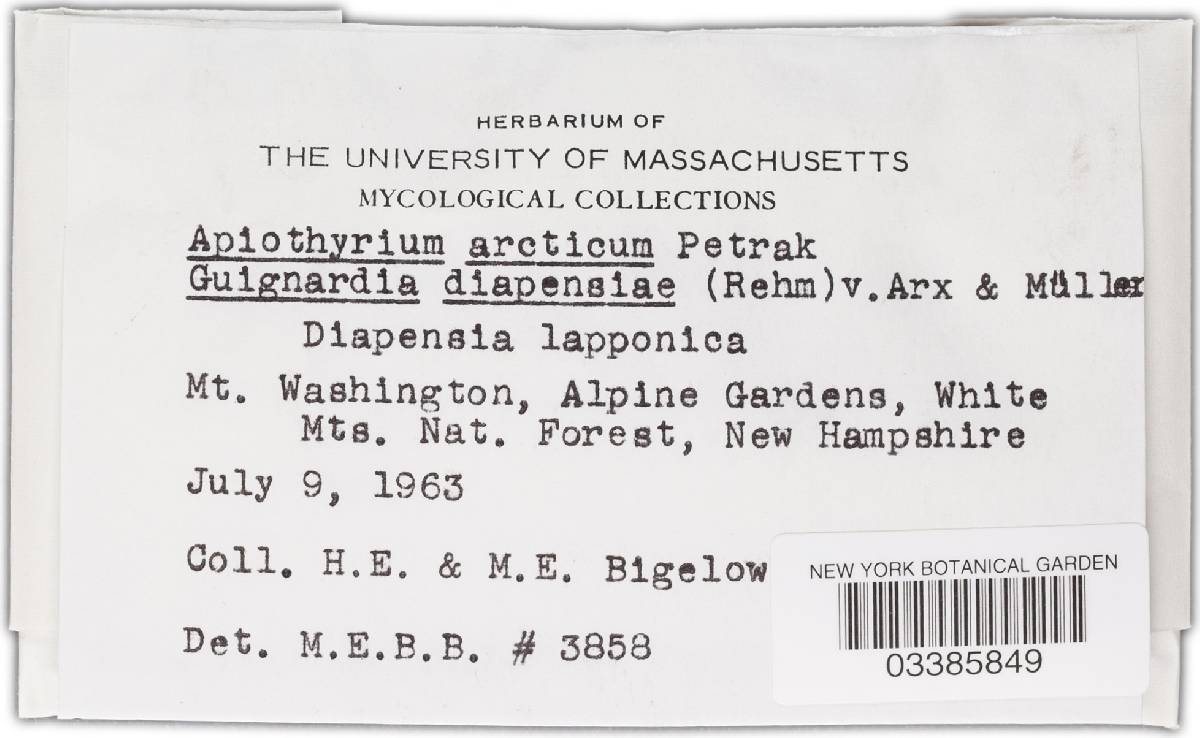 HERBARIUM OF
THE UNIVERSITY OF MASSACHUSETTS
MYCOLOGICAL COLLECTIONS
Apiothyrium arcticum Petrak
Guignardia diapensiae (Rehm)v.Arx & Müller
Diapensia lapponica
Mt. Washington, Alpine Gardens, White
Mts. Nat. Forest, New Hampshire
July 9, 1963
Coll. H.E. & M.E. Bigelow
Det. M.E.B.B. # 3858
NEW YORK BOTANICAL GARDEN
03385849